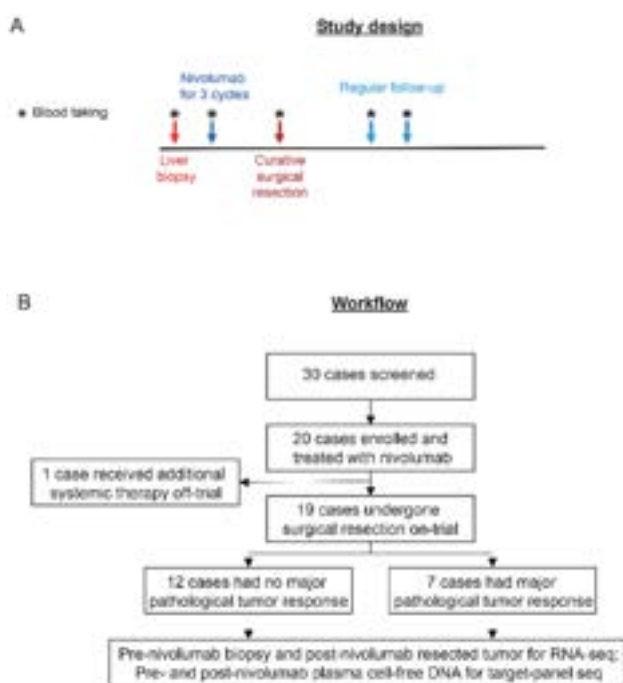 A
Study design
Nivolumab
for 3 cycles
Regular follow-up
* Blood taking
Liver
biopsy
Curative
surgical
resection
B
Workflow
30 cases screened
20 cases enrolled and
treated with nivolumab
1 case received additional
systemic therapy off-trial
19 cases undergone
surgical resection on-trial
12 cases had no major
pathological tumor response
7 cases had major
pathological tumor response
Pre-nivolumab biopsy and post-nivolumab resected tumor for RNA-seq;
Pre- and post-nivolumab plasma cell-free DNA for target-panel seq